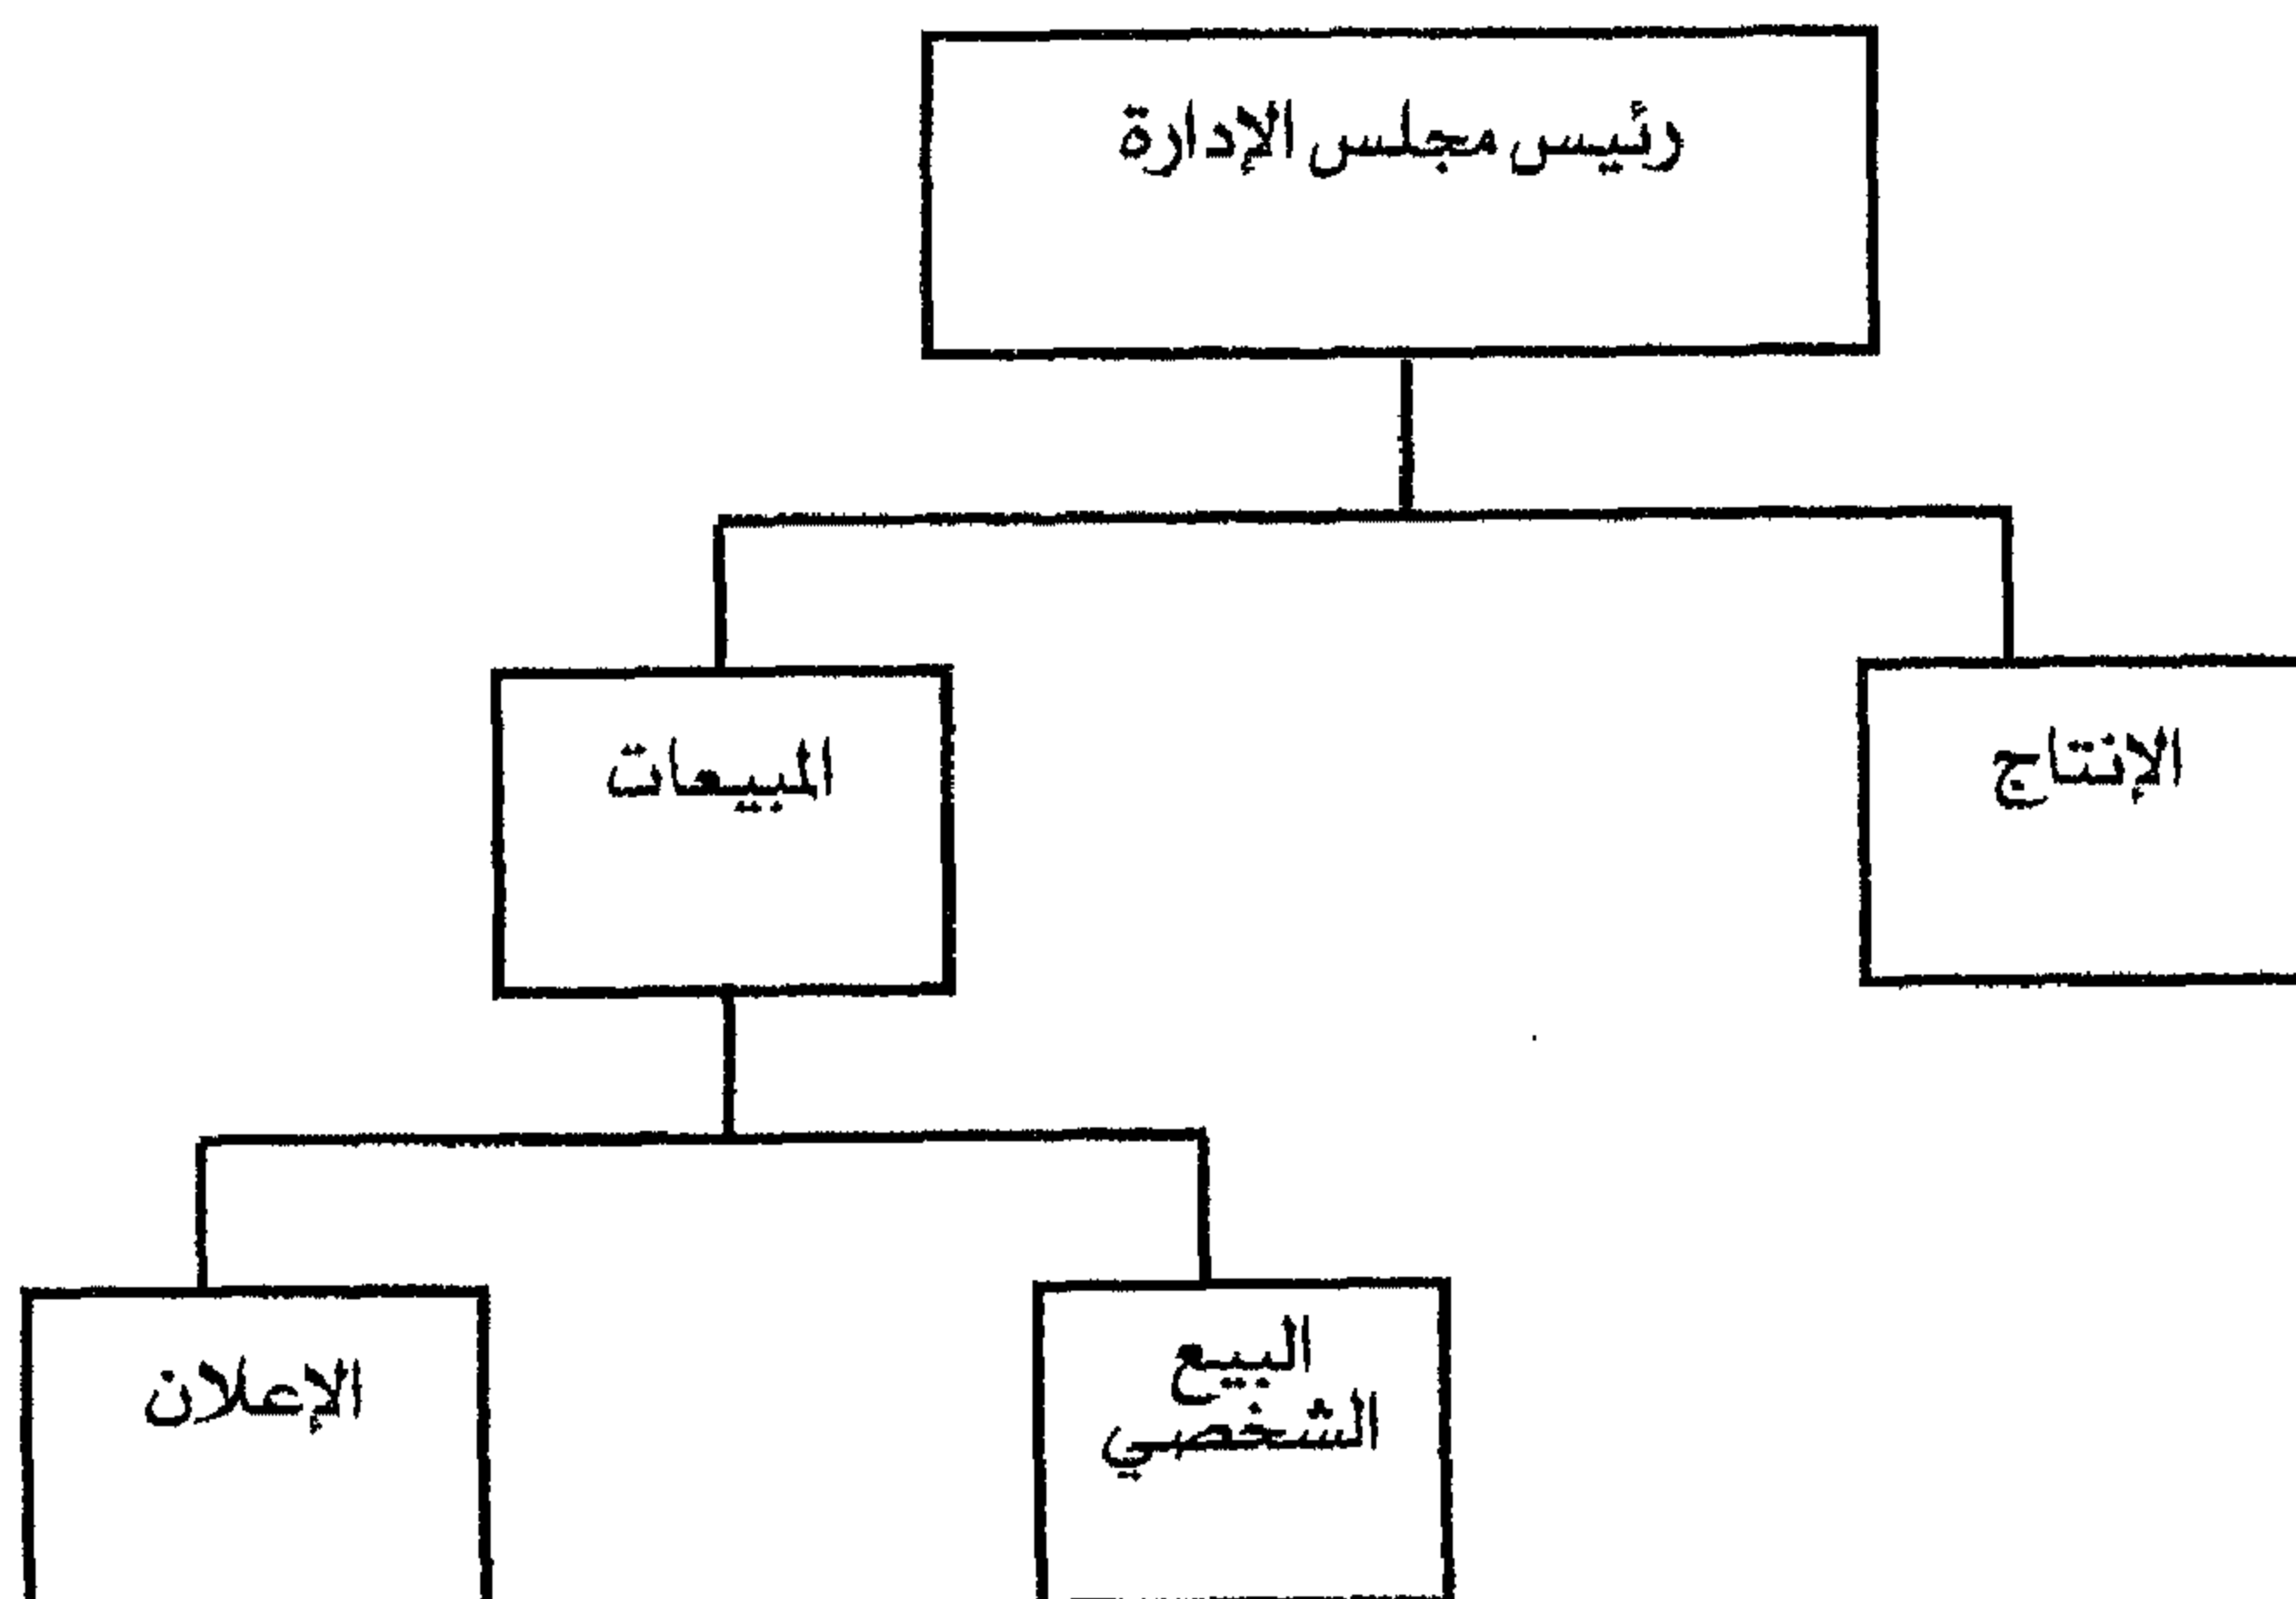 رئيس مجلس الإدارة
الإنتاج
المبيعات
البيع
الشخصي
الإعلان